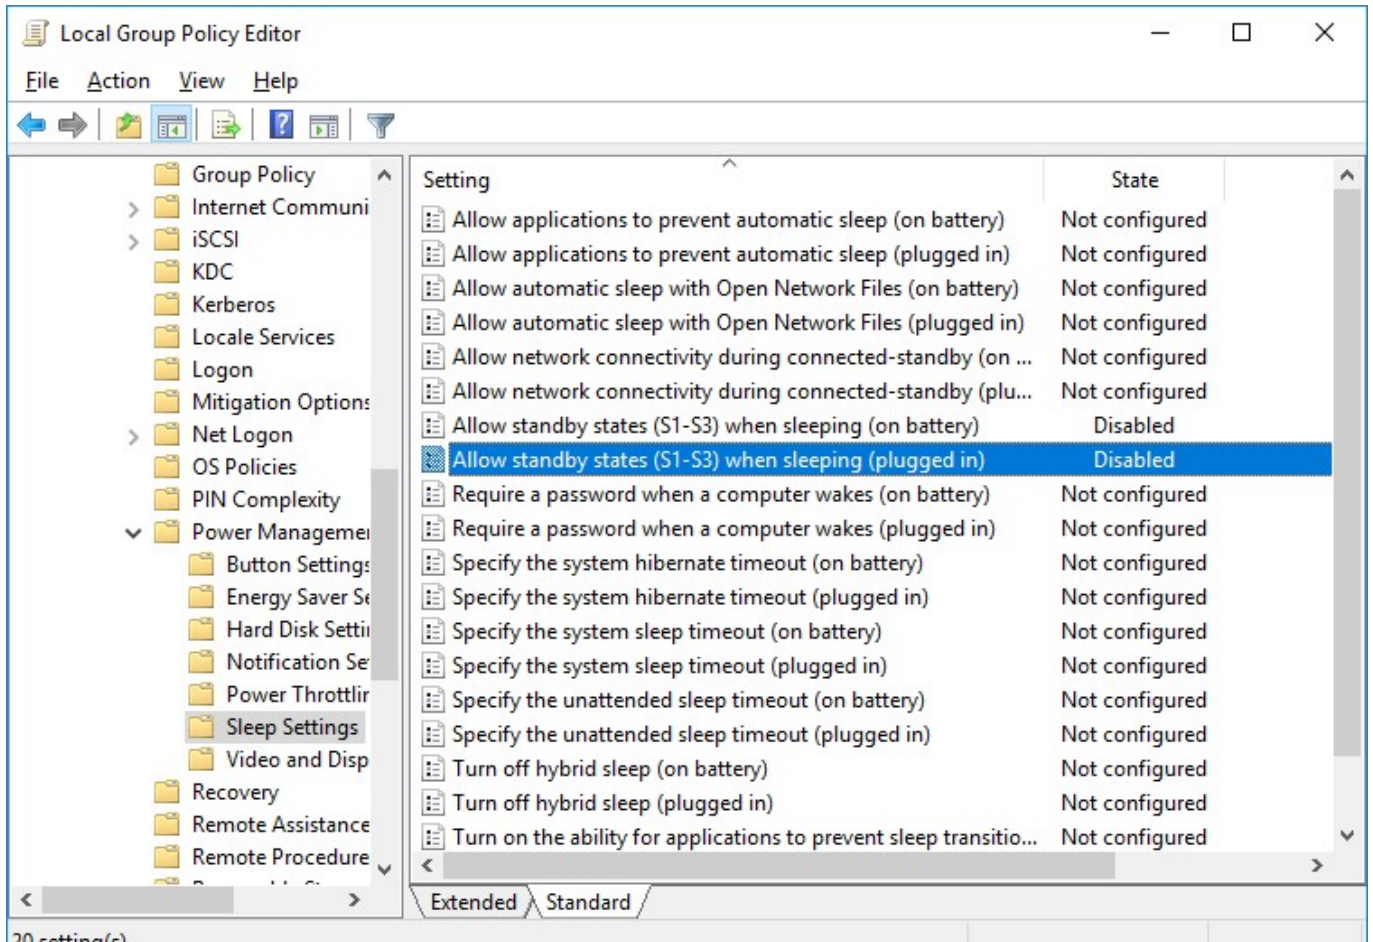 Local Group Policy Editor
File Action View Help
Group Policy
Internet Communi
iSCSI
KDC
Kerberos
Locale Services
Logon
Mitigation Options
Net Logon
OS Policies
PIN Complexity
Power Managemen
Button Settings
Energy Saver Se
Hard Disk Settin
Notification Set
Power Throttlin
Sleep Settings
Video and Disp
Recovery
Remote Assistance
Remote Procedure
Setting State
Allow applications to prevent automatic sleep (on battery) Not configured
Allow applications to prevent automatic sleep (plugged in) Not configured
Allow automatic sleep with Open Network Files (on battery) Not configured
Allow automatic sleep with Open Network Files (plugged in) Not configured
Allow network connectivity during connected-standby (on ... Not configured
Allow network connectivity during connected-standby (plu... Not configured
Allow standby states (S1-S3) when sleeping (on battery) Disabled
Allow standby states (S1-S3) when sleeping (plugged in) Disabled
Require a password when a computer wakes (on battery) Not configured
Require a password when a computer wakes (plugged in) Not configured
Specify the system hibernate timeout (on battery) Not configured
Specify the system hibernate timeout (plugged in) Not configured
Specify the system sleep timeout (on battery) Not configured
Specify the system sleep timeout (plugged in) Not configured
Specify the unattended sleep timeout (on battery) Not configured
Specify the unattended sleep timeout (plugged in) Not configured
Turn off hybrid sleep (on battery) Not configured
Turn off hybrid sleep (plugged in) Not configured
Turn on the ability for applications to prevent sleep transitio... Not configured
Extended Standard
20 setting(s)